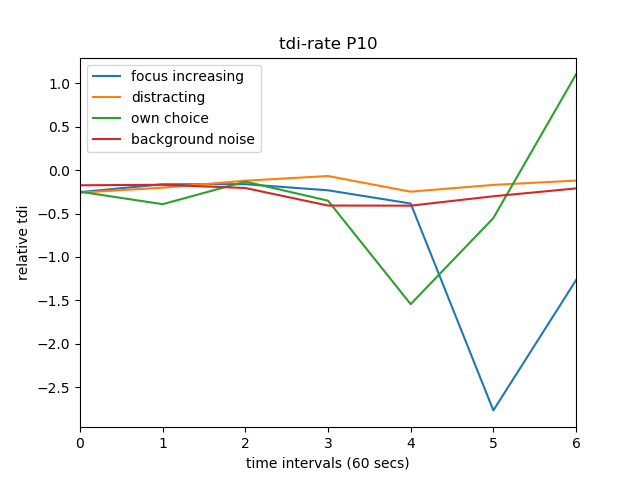 tdi-rate P10
focus increasing
distracting
own choice
background noise
1.0
0.5
0.0
−0.5
−1.0
−1.5
−2.0
−2.5
relative tdi
0 1 2 3 4 5 6
time intervals (60 secs)